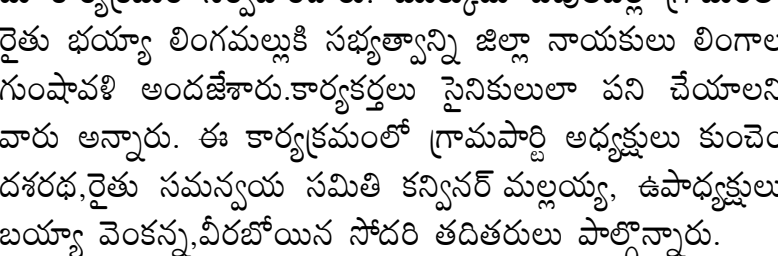 రైతు భయ్యా లింగమల్లుకి సభ్యత్వాన్ని జిల్లా నాయకులు లింగాల
గుంషావళి అందజేశారు.కార్యకర్తలు సైనికులులా పని చేయాలని
వారు అన్నారు. ఈ కార్యక్రమంలో గ్రామపార్టి అధ్యక్షులు కుంచెం
దశరథ,రైతు సమన్వయ సమితి కన్వినర్ మల్లయ్య, ఉపాధ్యక్షులు
బయ్యా వెంకన్న,వీరబోయిన సోదరి తదితరులు పాల్గొన్నారు.